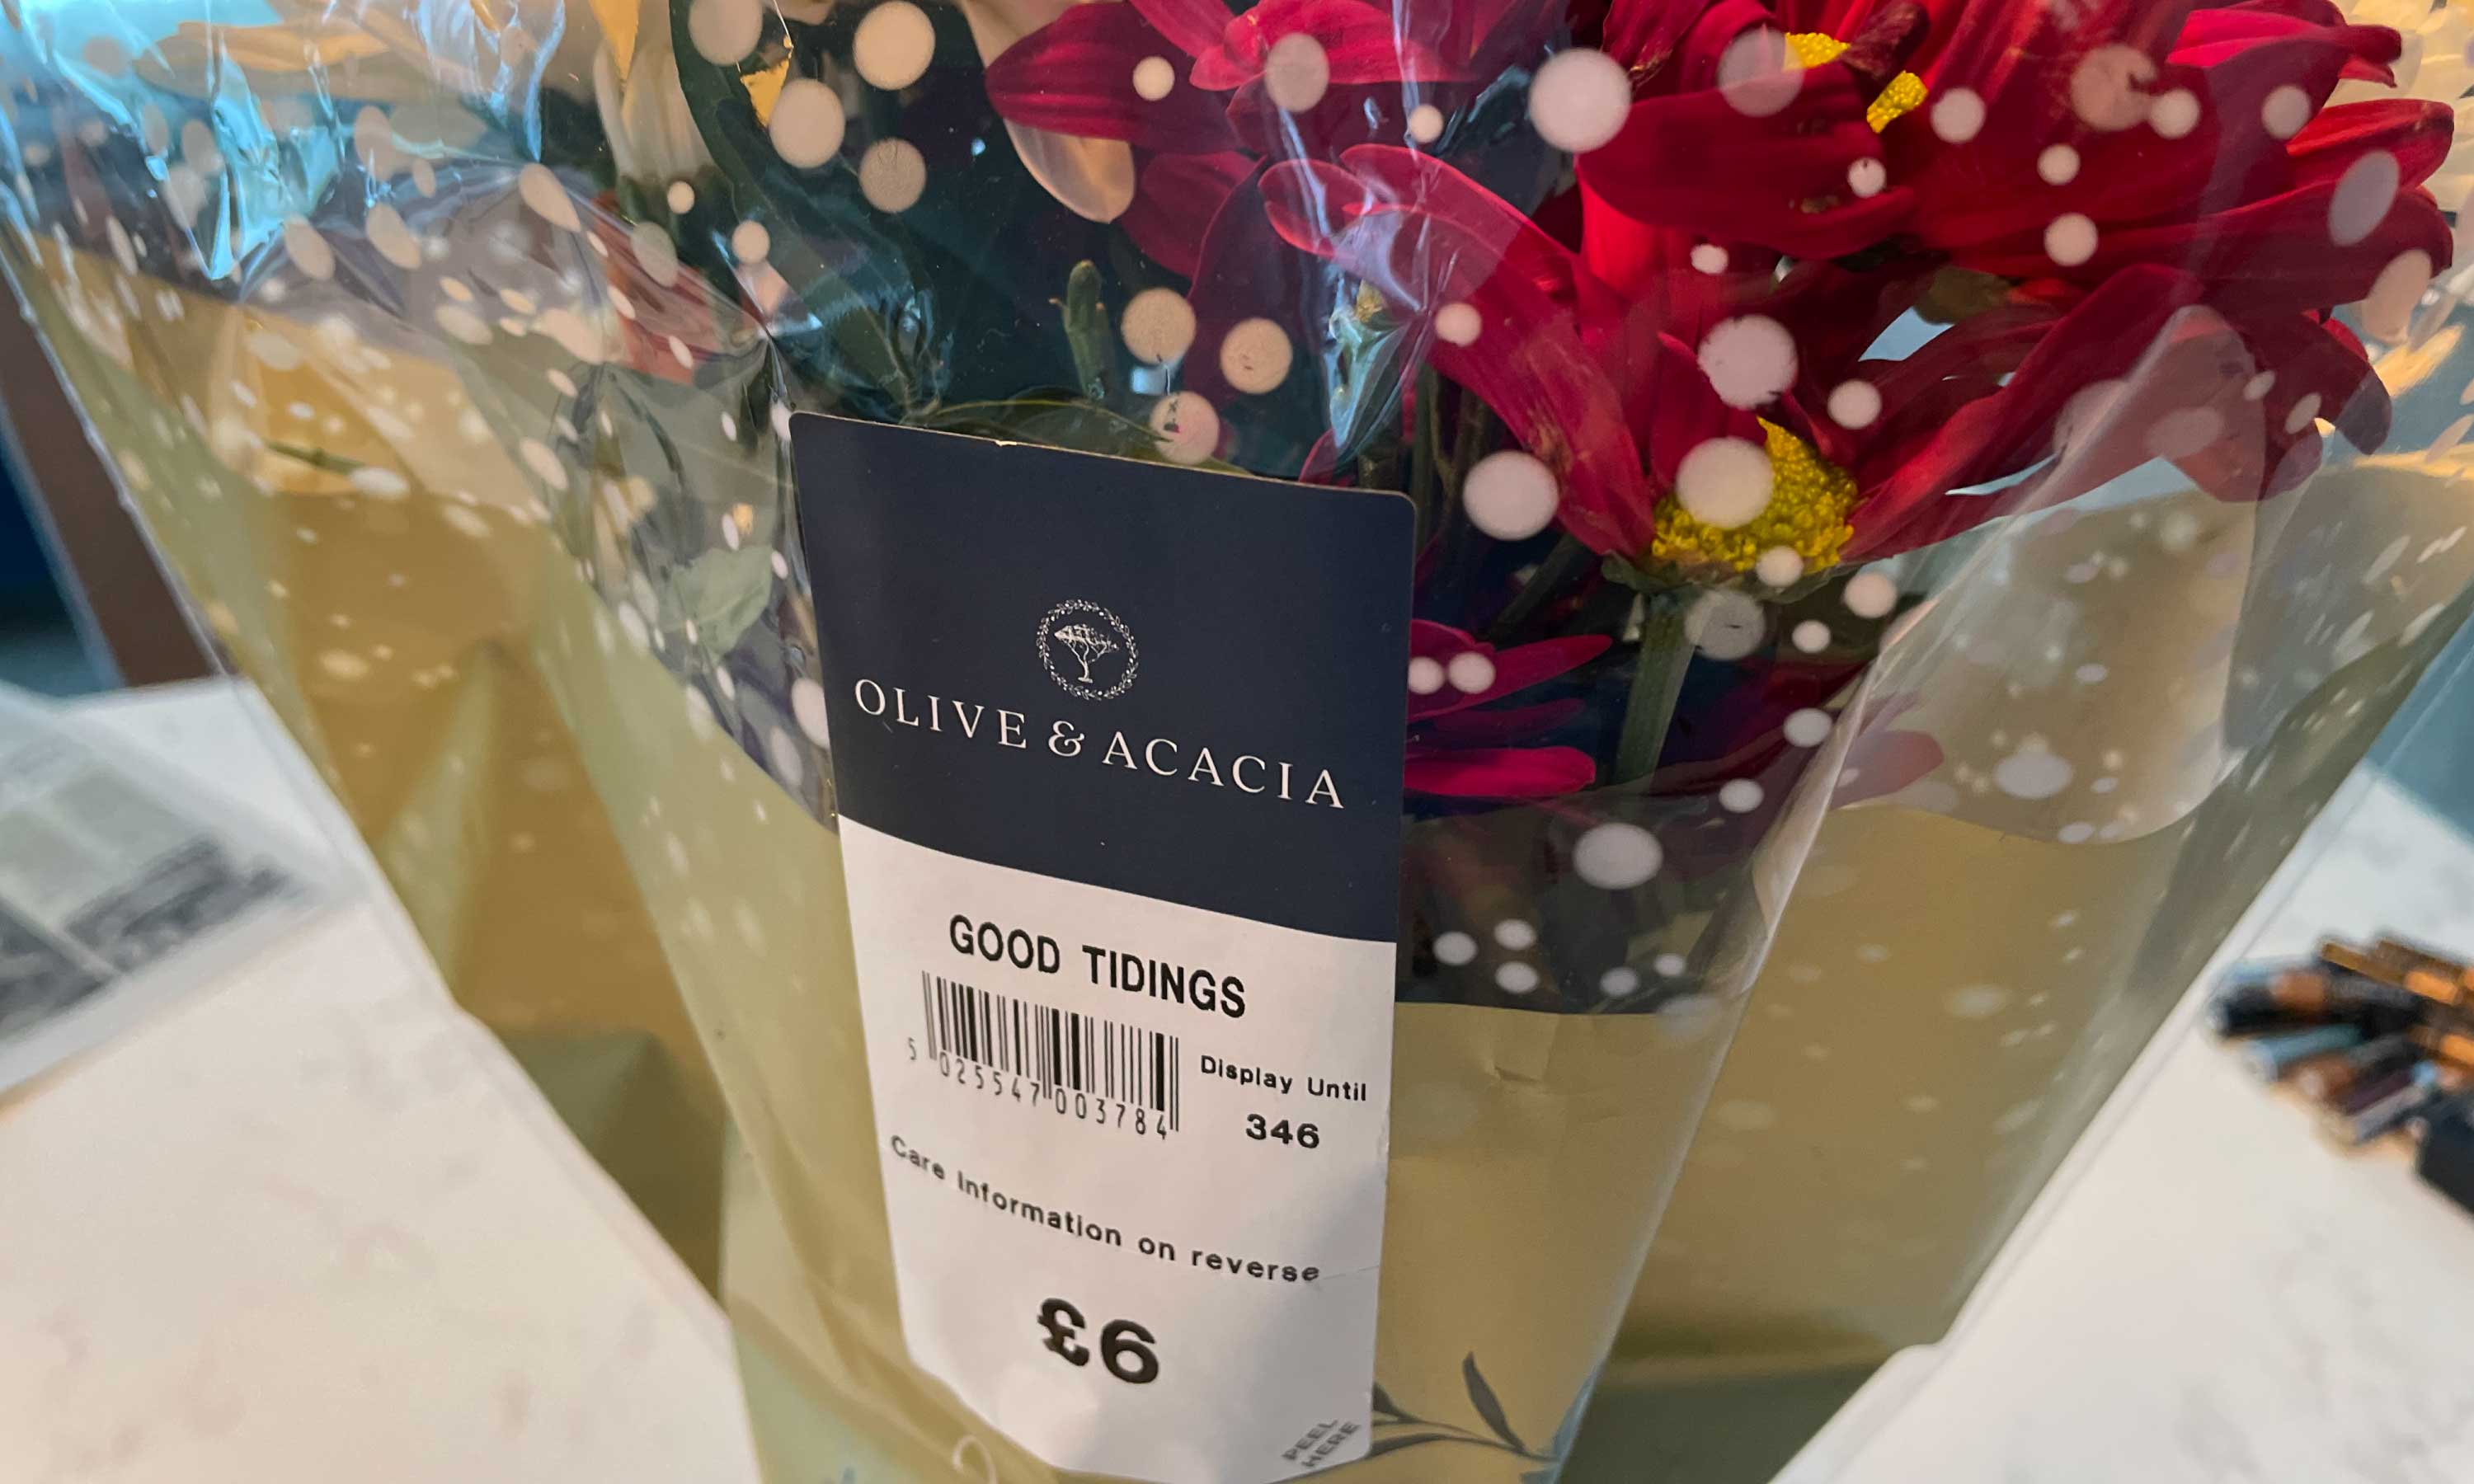 OLIVE & ACACIA
GOOD TIDINGS
5 025547 003784
Display Until
346
Care information on reverse
£6
PEEL
HERE